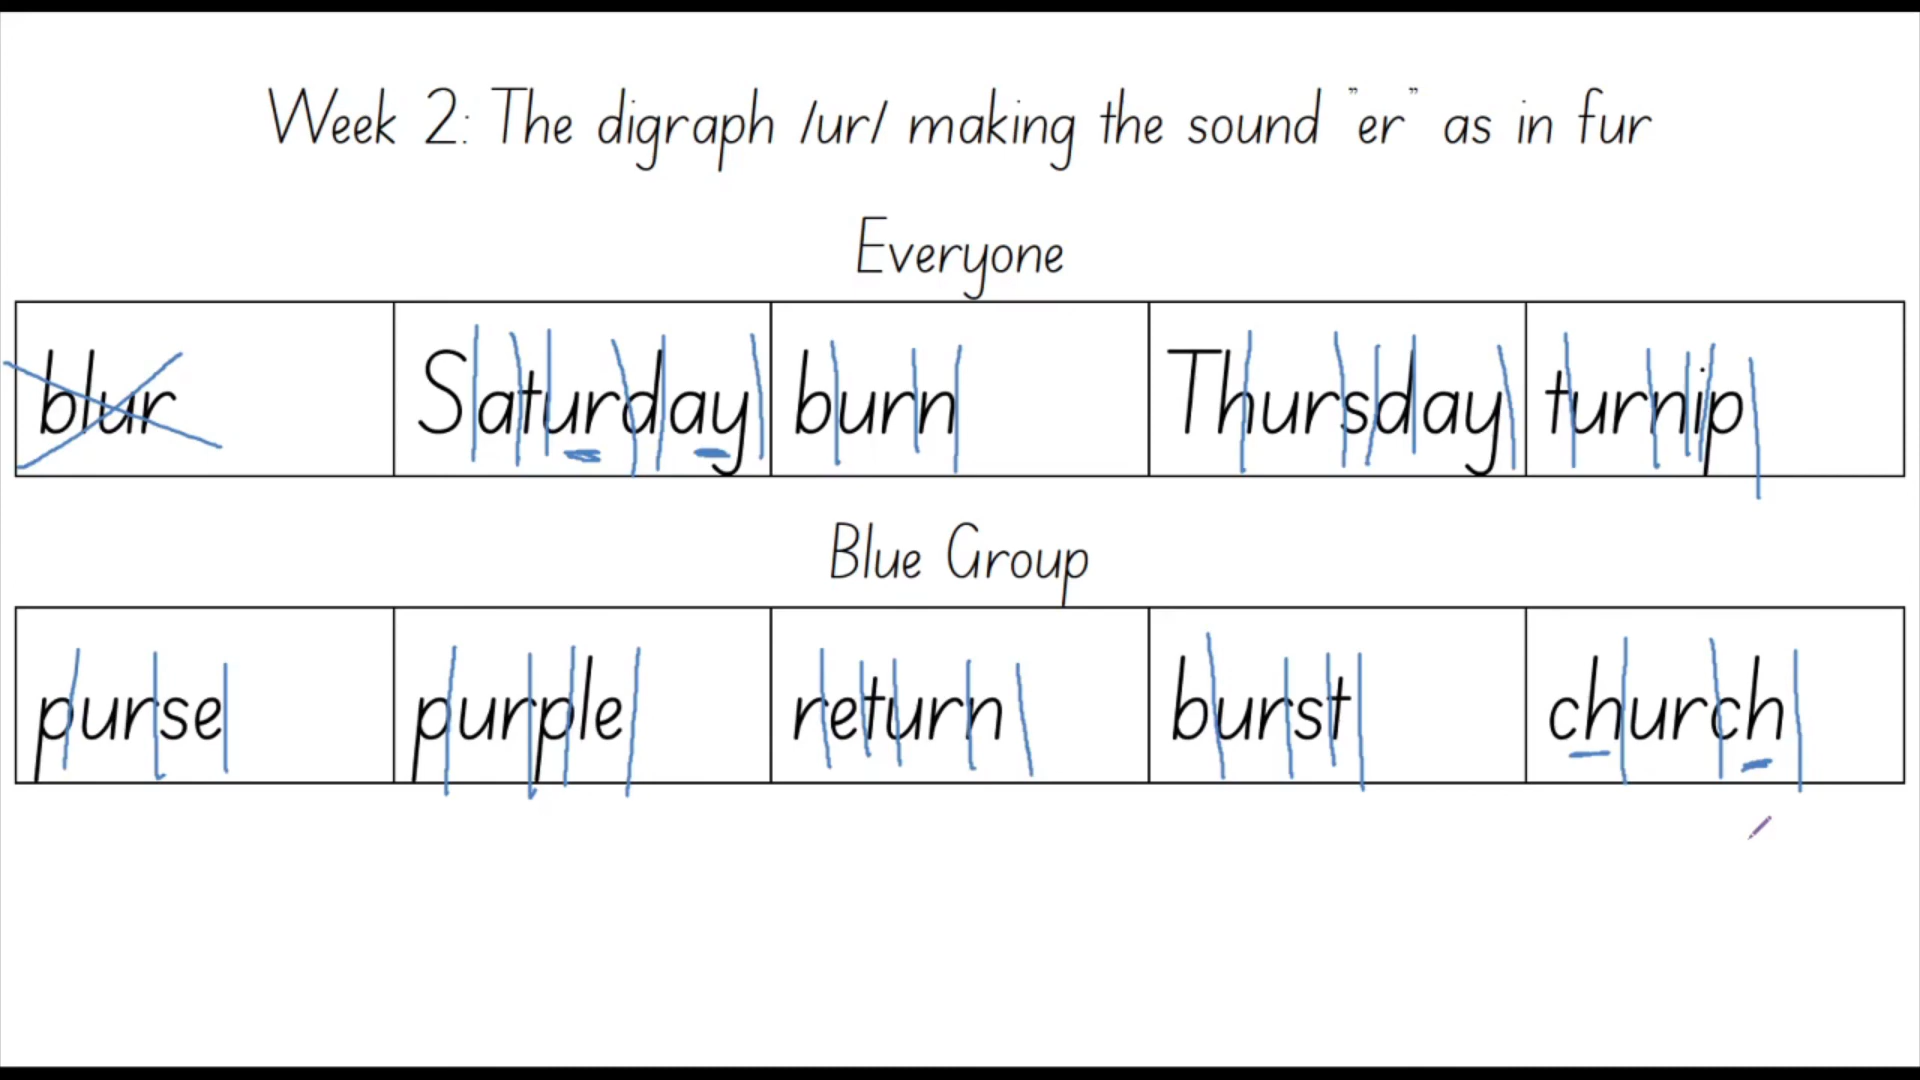 Week 2: The digraph /ur/ making the sound "er" as in fur
Everyone
blur Saturday burn Thursday turnip
Blue Group
purse purple return burst church